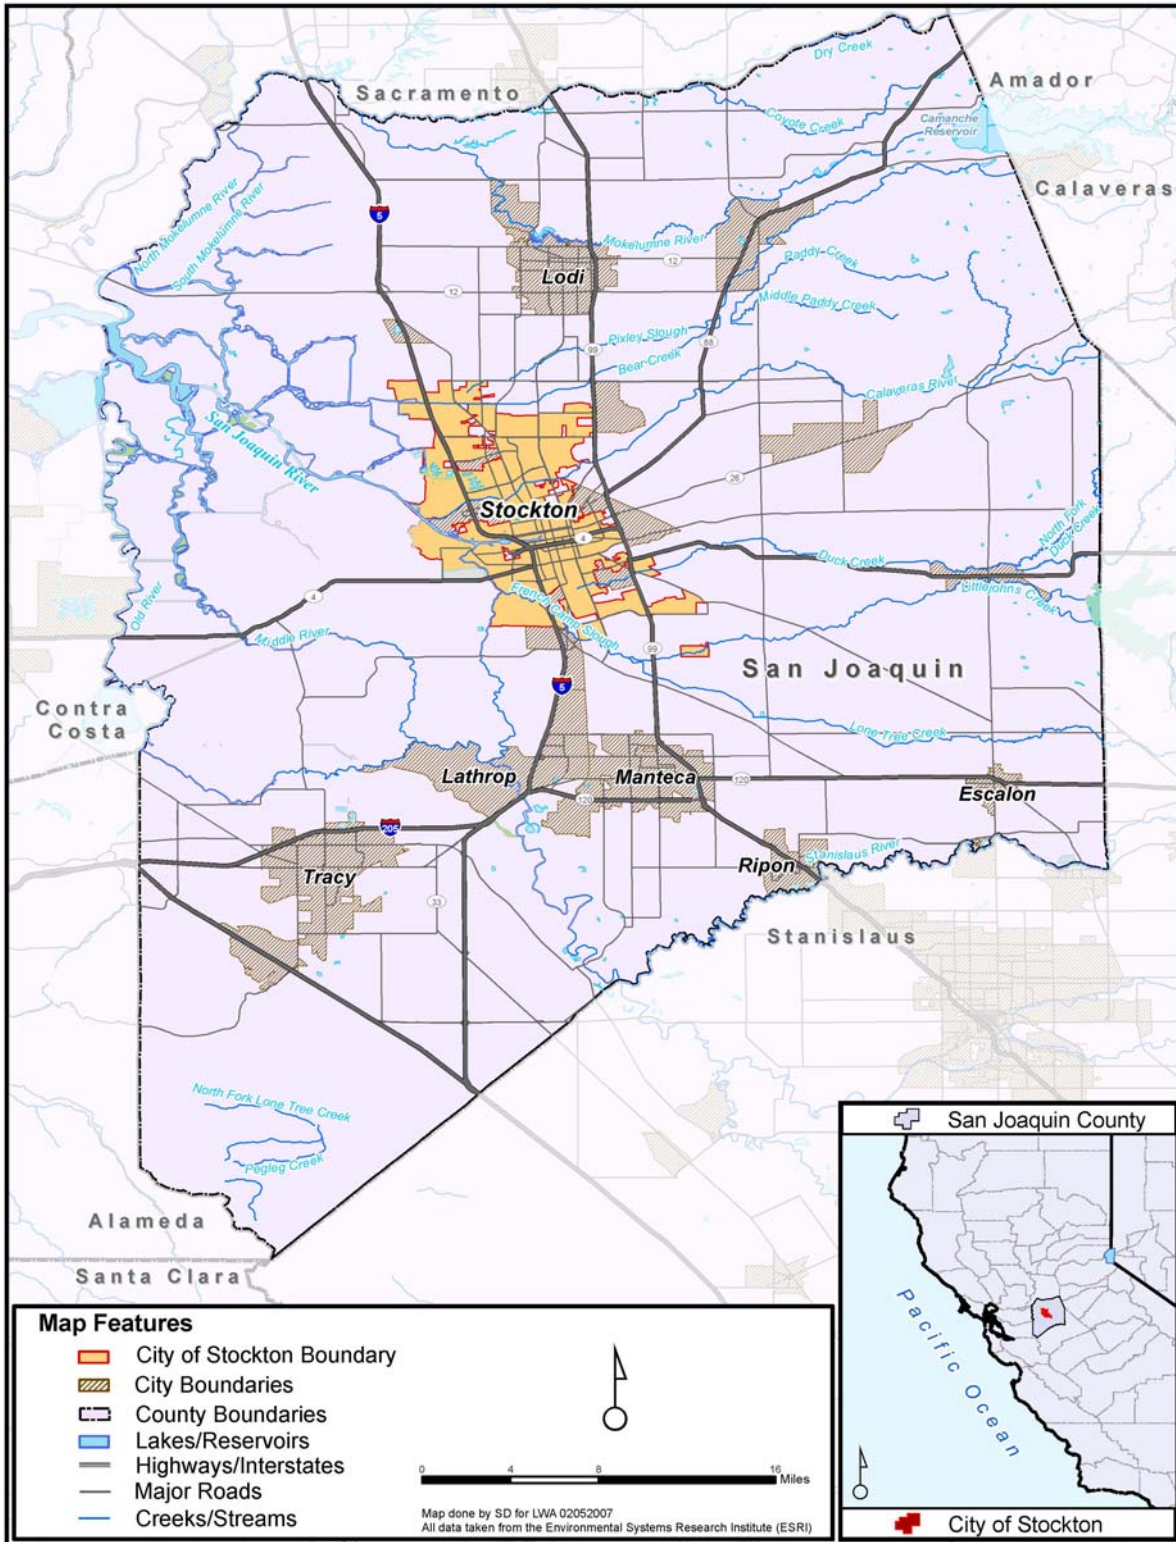 Dry Creek
Amador
Sacramento
Coyote Creek
Camanche
Reservoir
Calaveras
North Mokelumne River
South Mokelumne River
5
Mokelumne River
12
Paddy Creek
Lodi
12
Middle Paddy Creek
Pixley Slough
99
88
Bear Creek
Calaveras River
San Joaquin River
26
Stockton
4
North Fork
Duck Creek
Duck Creek
Littlejohns Creek
Old River
4
French Camp Slough
Middle River
99
San Joaquin
5
Contra
Costa
Lone Tree Creek
Lathrop
Manteca
120
120
Escalon
205
Stanislaus River
Ripon
Tracy
33
Stanislaus
North Fork Lone Tree Creek
Pegleg Creek
Alameda
Santa Clara
San Joaquin County
Pacific Ocean
City of Stockton
Map Features
City of Stockton Boundary
City Boundaries
County Boundaries
Lakes/Reservoirs
Highways/Interstates
Major Roads
Creeks/Streams
0 4 8 16
Miles
Map done by SD for LWA 02052007
All data taken from the Environmental Systems Research Institute (ESRI)